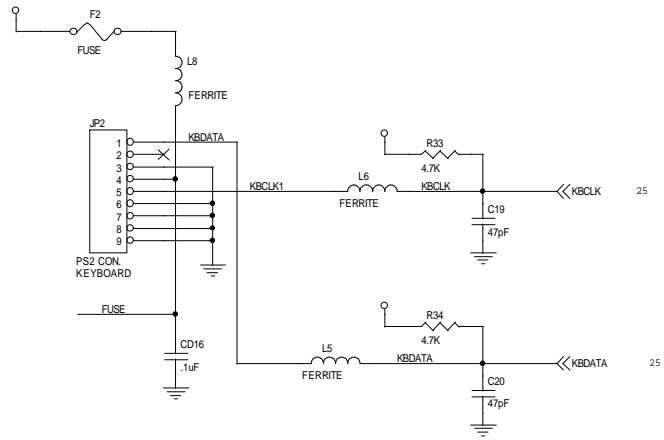 F2
FUSE
L8
FERRITE
JP2
1
2
3
4
5
6
7
8
9
PS2 CON.
KEYBOARD
KBDATA
KBCLK1
L6
FERRITE
KBCLK
R33
4.7K
C19
47pF
KBCLK 25
FUSE
CD16
.1uF
L5
FERRITE
KBDATA
R34
4.7K
C20
47pF
KBDATA 25